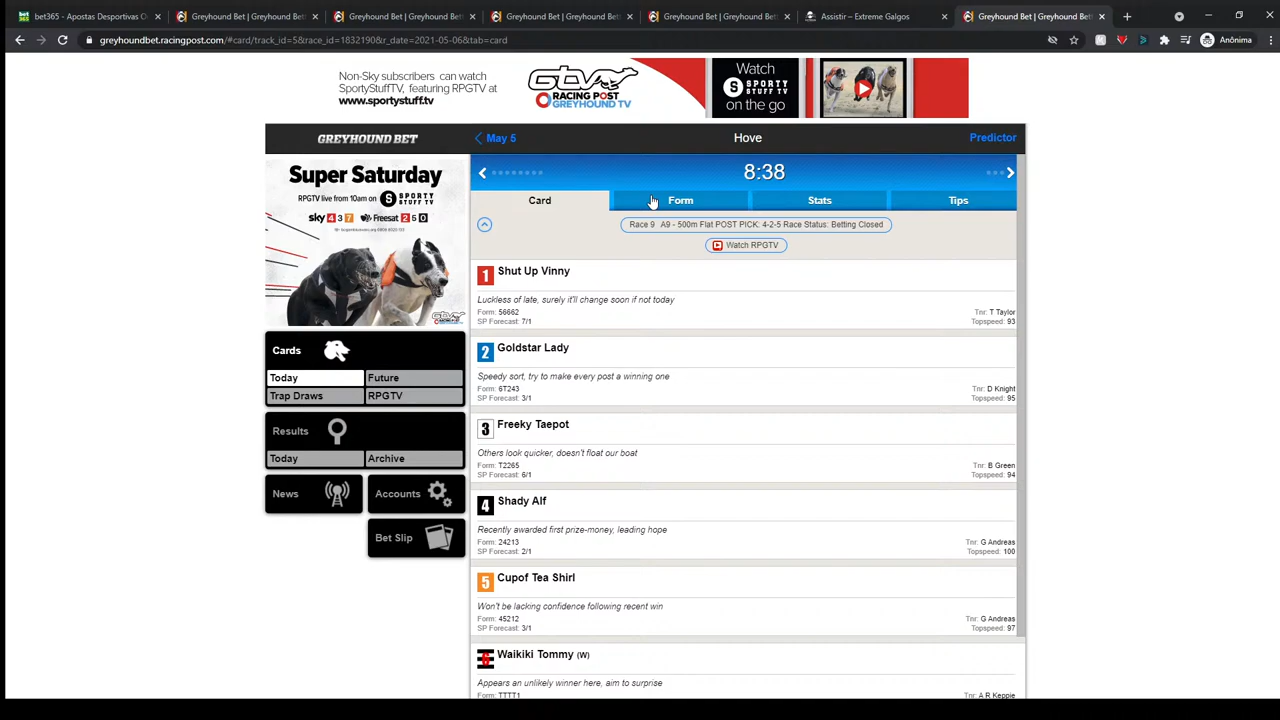 bet365 - Apostas Desportivas O
Greyhound Bet | Greyhound Bet
Greyhound Bet | Greyhound Bet
Greyhound Bet | Greyhound Bet
Greyhound Bet | Greyhound Bet
Assistir – Extreme Galgos
Greyhound Bet | Greyhound Bet
greyhoundbet.racingpost.com/#card/track_id=5&race_id=1832190&r_date=2021-05-06&tab=card
Anônima
Non-Sky subscribers can watch
SportyStuffTV, featuring RPGTV at
www.sportystuff.tv
GTV
RACING POST
GREYHOUND TV
Watch
S SPORTY
STUFF TV
on the go
GREYHOUND BET
May 5
Hove
Predictor
Super Saturday
RPGTV live from 10am on S SPORTY STUFF TV
sky 4 3 7 Freesat 2 5 0
8:38
Card
Form
Stats
Tips
Race 9 A9 - 500m Flat POST PICK: 4-2-5 Race Status: Betting Closed
Watch RPGTV
1 Shut Up Vinny
Luckless of late, surely it'll change soon if not today
Form: 56662
Tnr: T Taylor
SP Forecast: 7/1
Topspeed: 93
2 Goldstar Lady
Speedy sort, try to make every post a winning one
Form: 6T243
Tnr: D Knight
SP Forecast: 3/1
Topspeed: 95
3 Freeky Taepot
Others look quicker, doesn't float our boat
Form: T2265
Tnr: B Green
SP Forecast: 6/1
Topspeed: 94
4 Shady Alf
Recently awarded first prize-money, leading hope
Form: 24213
Tnr: G Andreas
SP Forecast: 2/1
Topspeed: 100
5 Cupof Tea Shirl
Won't be lacking confidence following recent win
Form: 45212
Tnr: G Andreas
SP Forecast: 3/1
Topspeed: 97
6 Waikiki Tommy (W)
Appears an unlikely winner here, aim to surprise
Form: TTTT1
Tnr: A R Keppie
Cards
Today
Future
Trap Draws
RPGTV
Results
Today
Archive
News
Accounts
Bet Slip